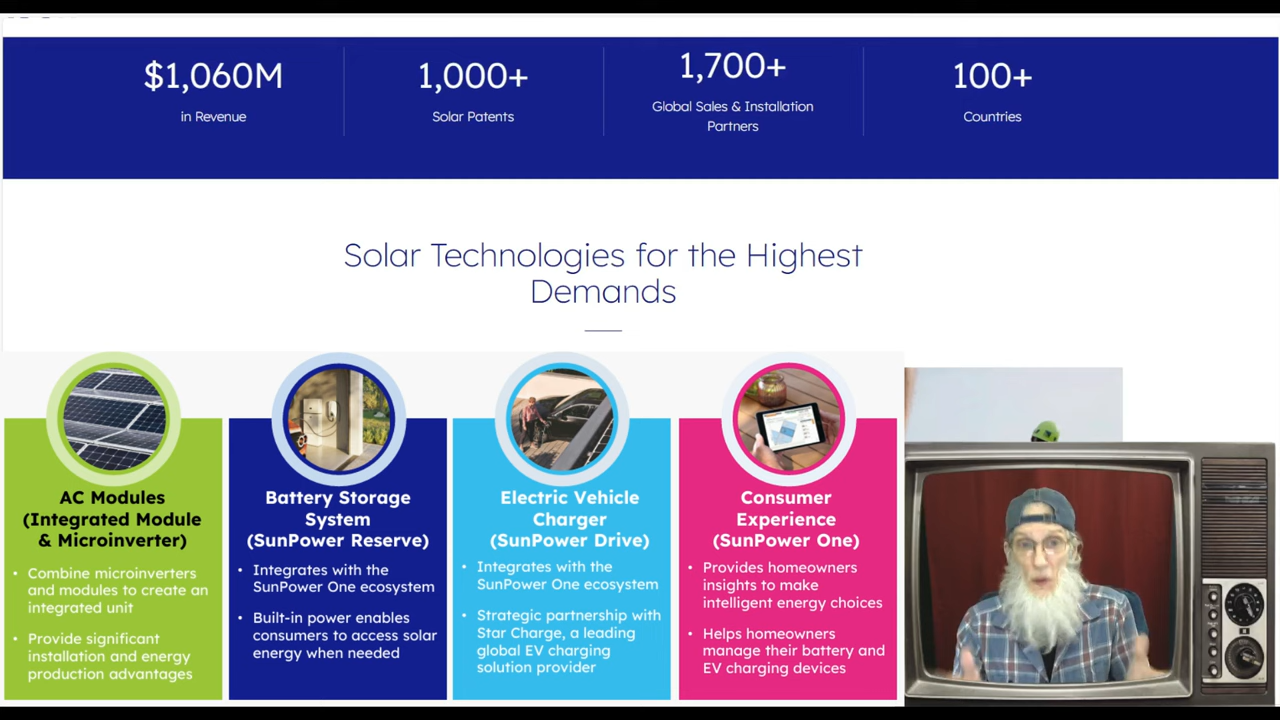 $1,060M
in Revenue
1,000+
Solar Patents
1,700+
Global Sales & Installation
Partners
100+
Countries
Solar Technologies for the Highest
Demands
AC Modules
(Integrated Module
& Microinverter)
• Combine microinverters
and modules to create an
integrated unit
• Provide significant
installation and energy
production advantages
Battery Storage
System
(SunPower Reserve)
• Integrates with the
SunPower One ecosystem
• Built-in power enables
consumers to access solar
energy when needed
Electric Vehicle
Charger
(SunPower Drive)
• Integrates with the
SunPower One ecosystem
• Strategic partnership with
Star Charge, a leading
global EV charging
solution provider
Consumer
Experience
(SunPower One)
• Provides homeowners
insights to make
intelligent energy choices
• Helps homeowners
manage their battery and
EV charging devices